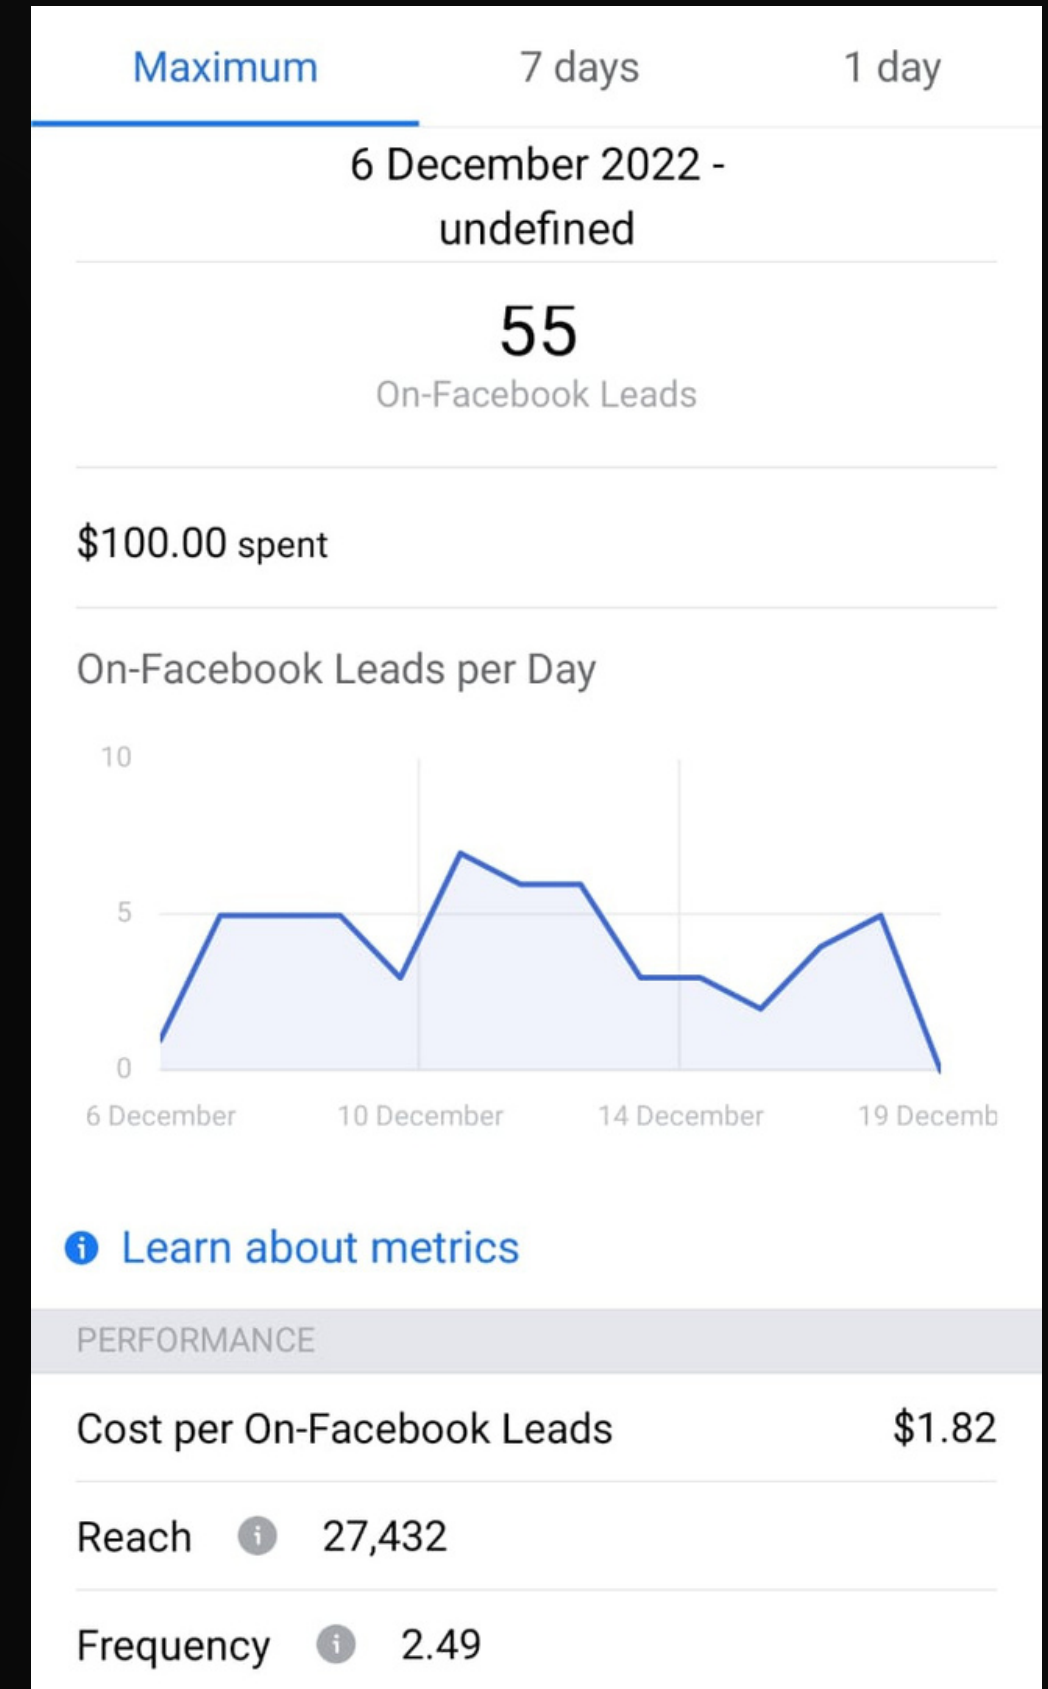 Maximum 7 days 1 day
6 December 2022 -
undefined
55
On-Facebook Leads
$100.00 spent
On-Facebook Leads per Day
10
5
0
6 December 10 December 14 December 19 Decemb
Learn about metrics
PERFORMANCE
Cost per On-Facebook Leads $1.82
Reach 27,432
Frequency 2.49